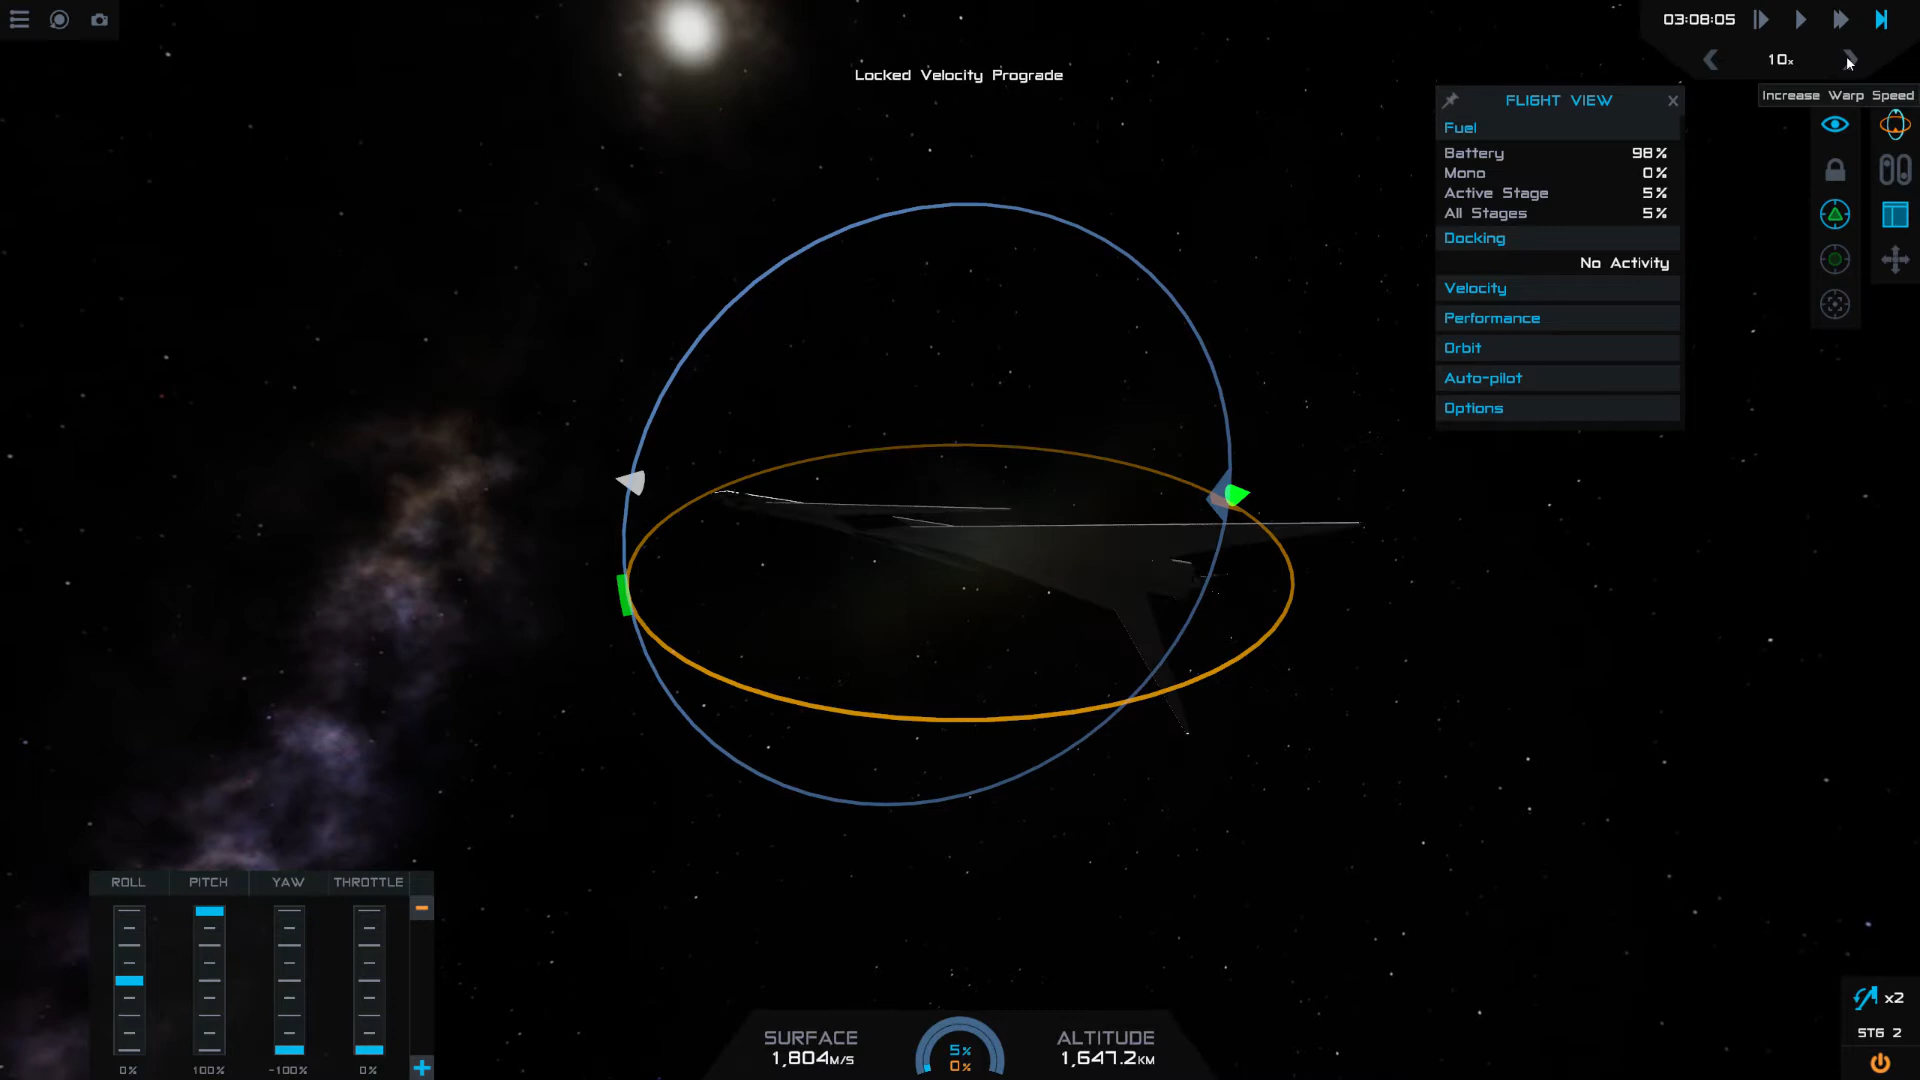 03:08:05
10x
Locked Velocity Prograde
Increase Warp Speed
FLIGHT VIEW
Fuel
Battery 98%
Mono 0%
Active Stage 5%
All Stages 5%
Docking
No Activity
Velocity
Performance
Orbit
Auto-pilot
Options
ROLL PITCH YAW THROTTLE
0% 100% -100% 0%
SURFACE
1,804M/S
5%
0%
ALTITUDE
1,647.2KM
x2
STG 2